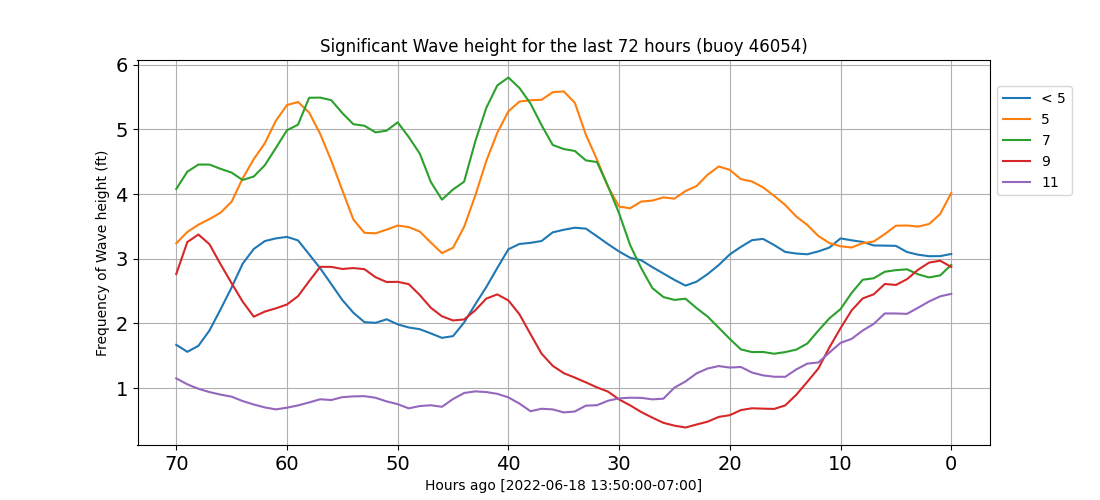 Significant Wave height for the last 72 hours (buoy 46054)
Frequency of Wave height (ft)
6
5
4
3
2
1
70 60 50 40 30 20 10 0
Hours ago [2022-06-18 13:50:00-07:00]
< 5
5
7
9
11